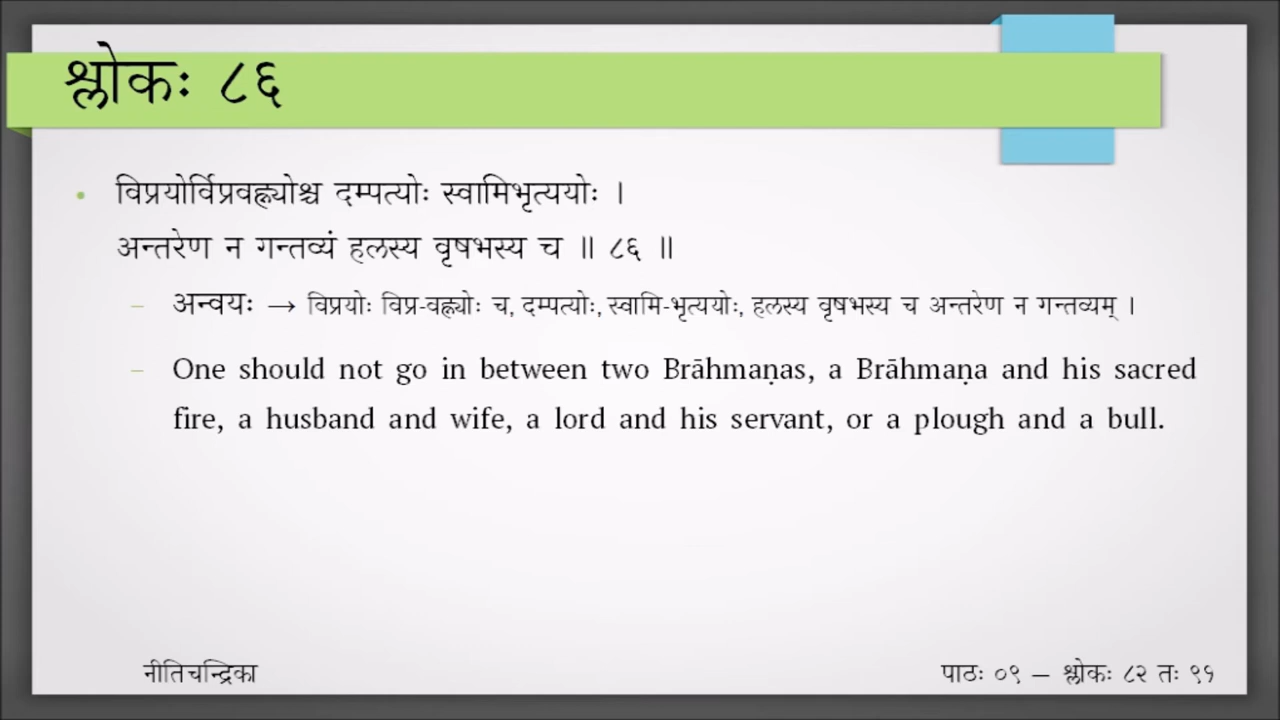 श्लोकः ८६
• विप्रयोर्विप्रवह्न्योश्च दम्पत्योः स्वामिभृत्ययोः ।
अन्तरेण न गन्तव्यं हलस्य वृषभस्य च ॥ ८६ ॥
– अन्वयः → विप्रयोः विप्र-वह्न्योः च, दम्पत्योः, स्वामि-भृत्ययोः, हलस्य वृषभस्य च अन्तरेण न गन्तव्यम् ।
– One should not go in between two Brāhmaṇas, a Brāhmaṇa and his sacred
fire, a husband and wife, a lord and his servant, or a plough and a bull.
नीतिचन्द्रिका
पाठः ०९ – श्लोकः ८२ तः ९१